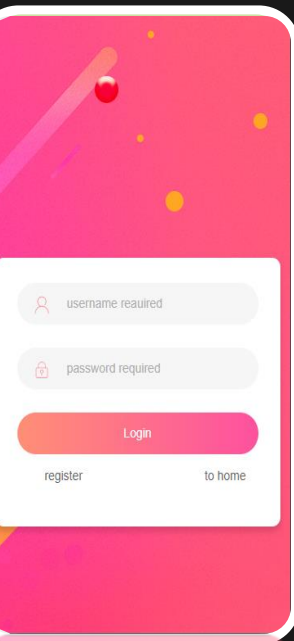 username reauired
password required
Login
register to home